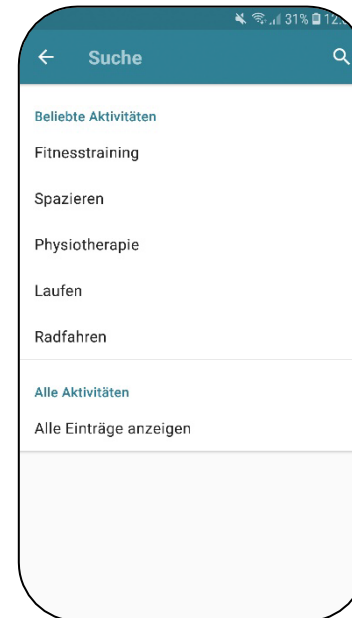 31%
Suche
Beliebte Aktivitäten
Fitnesstraining
Spazieren
Physiotherapie
Laufen
Radfahren
Alle Aktivitäten
Alle Einträge anzeigen